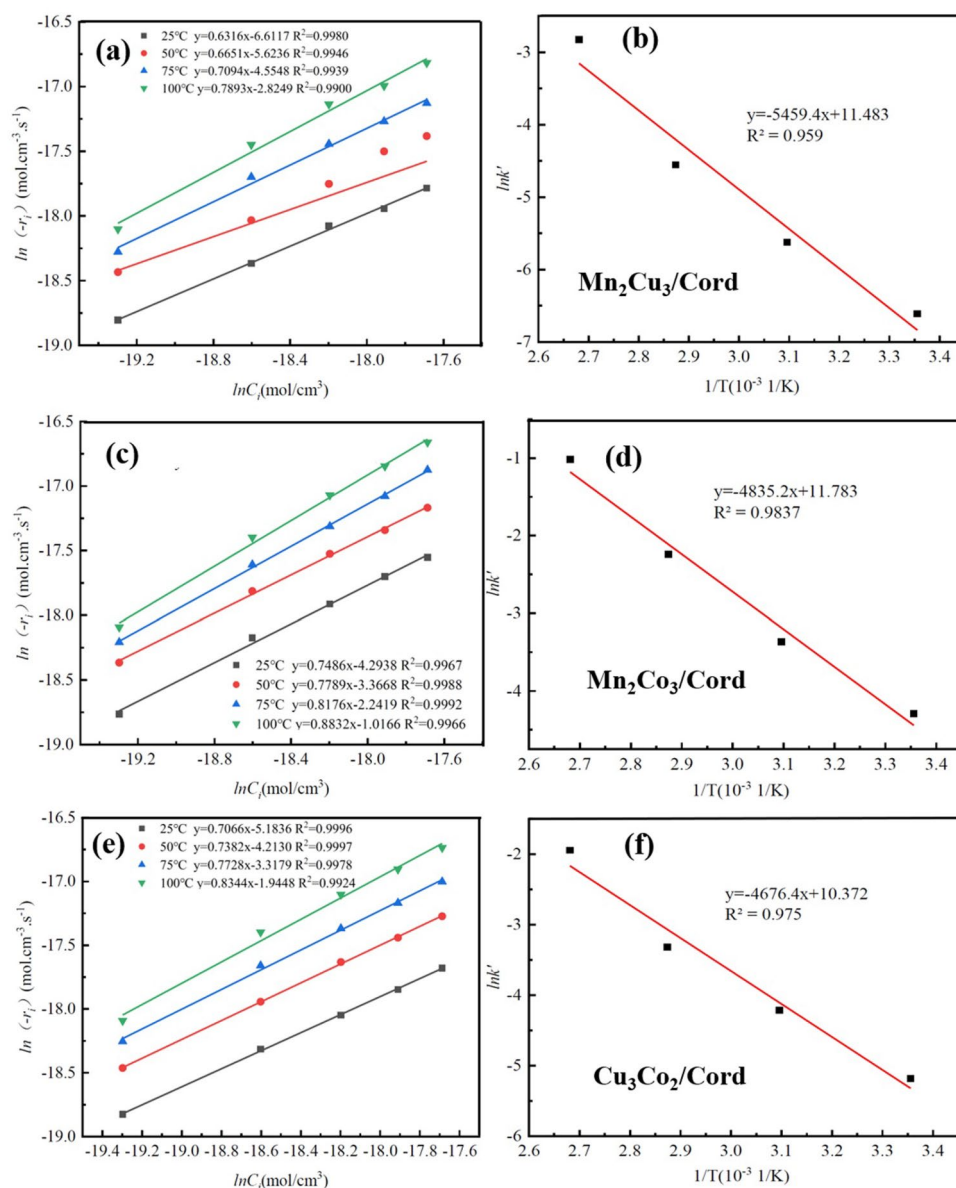 (a)
25℃ y=0.6316x-6.6117 R²=0.9980
50℃ y=0.6651x-5.6236 R²=0.9946
75℃ y=0.7094x-4.5548 R²=0.9939
100℃ y=0.7893x-2.8249 R²=0.9900
ln（-rᵢ）(mol.cm⁻³.s⁻¹)
-16.5
-17.0
-17.5
-18.0
-18.5
-19.0
-19.2 -18.8 -18.4 -18.0 -17.6
lnCᵢ(mol/cm³)
(b)
y=-5459.4x+11.483
R² = 0.959
Mn₂Cu₃/Cord
lnk'
-3
-4
-5
-6
-7
2.6 2.7 2.8 2.9 3.0 3.1 3.2 3.3 3.4
1/T(10⁻³ 1/K)
(c)
25℃ y=0.7486x-4.2938 R²=0.9967
50℃ y=0.7789x-3.3668 R²=0.9988
75℃ y=0.8176x-2.2419 R²=0.9992
100℃ y=0.8832x-1.0166 R²=0.9966
ln（-rᵢ）(mol.cm⁻³.s⁻¹)
-16.5
-17.0
-17.5
-18.0
-18.5
-19.0
-19.2 -18.8 -18.4 -18.0 -17.6
lnCᵢ(mol/cm³)
(d)
y=-4835.2x+11.783
R² = 0.9837
Mn₂Co₃/Cord
lnk'
-1
-2
-3
-4
2.6 2.7 2.8 2.9 3.0 3.1 3.2 3.3 3.4
1/T(10⁻³ 1/K)
(e)
25℃ y=0.7066x-5.1836 R²=0.9996
50℃ y=0.7382x-4.2130 R²=0.9997
75℃ y=0.7728x-3.3179 R²=0.9978
100℃ y=0.8344x-1.9448 R²=0.9924
ln（-rᵢ）(mol.cm⁻³.s⁻¹)
-16.5
-17.0
-17.5
-18.0
-18.5
-19.0
-19.4 -19.2 -19.0 -18.8 -18.6 -18.4 -18.2 -18.0 -17.8 -17.6
lnCᵢ(mol/cm³)
(f)
y=-4676.4x+10.372
R² = 0.975
Cu₃Co₂/Cord
lnk'
-2
-3
-4
-5
-6
2.6 2.7 2.8 2.9 3.0 3.1 3.2 3.3 3.4
1/T(10⁻³ 1/K)